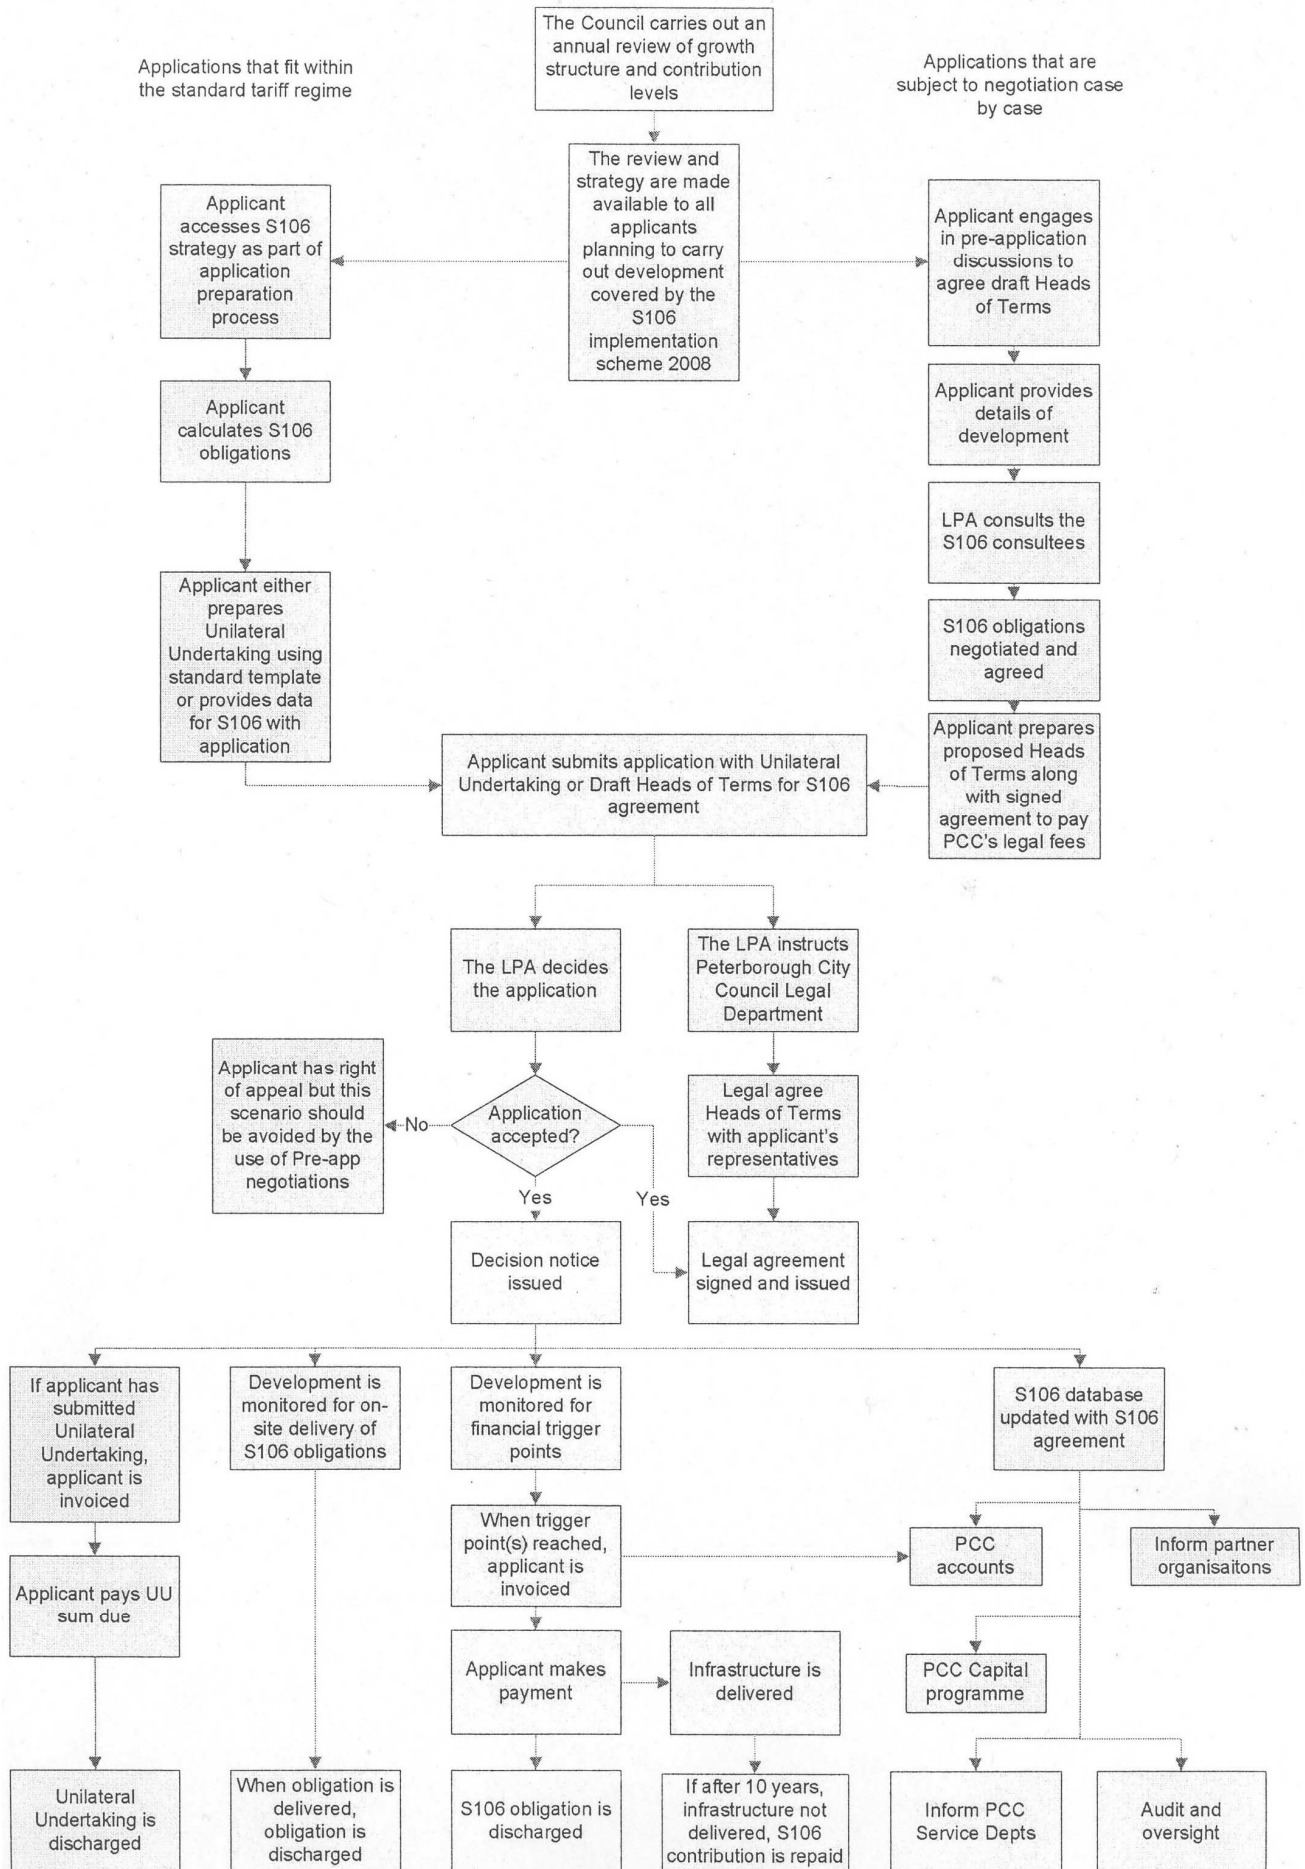 The Council carries out an
annual review of growth
structure and contribution
levels
Applications that fit within
the standard tariff regime
Applications that are
subject to negotiation case
by case
The review and
strategy are made
available to all
applicants
planning to carry
out development
covered by the
S106
implementation
scheme 2008
Applicant
accesses S106
strategy as part of
application
preparation
process
Applicant engages
in pre-application
discussions to
agree draft Heads
of Terms
Applicant
calculates S106
obligations
Applicant provides
details of
development
LPA consults the
S106 consultees
Applicant either
prepares
Unilateral
Undertaking using
standard template
or provides data
for S106 with
application
S106 obligations
negotiated and
agreed
Applicant prepares
proposed Heads
of Terms along
with signed
agreement to pay
PCC's legal fees
Applicant submits application with Unilateral
Undertaking or Draft Heads of Terms for S106
agreement
The LPA decides
the application
The LPA instructs
Peterborough City
Council Legal
Department
Applicant has right
of appeal but this
scenario should
be avoided by the
use of Pre-app
negotiations
No
Application
accepted?
Legal agree
Heads of Terms
with applicant's
representatives
Yes
Yes
Decision notice
issued
Legal agreement
signed and issued
If applicant has
submitted
Unilateral
Undertaking,
applicant is
invoiced
Development is
monitored for on-
site delivery of
S106 obligations
Development is
monitored for
financial trigger
points
S106 database
updated with S106
agreement
When trigger
point(s) reached,
applicant is
invoiced
PCC
accounts
Inform partner
organisaitons
Applicant pays UU
sum due
Applicant makes
payment
Infrastructure is
delivered
PCC Capital
programme
Unilateral
Undertaking is
discharged
When obligation is
delivered,
obligation is
discharged
S106 obligation is
discharged
If after 10 years,
infrastructure not
delivered, S106
contribution is repaid
Inform PCC
Service Depts
Audit and
oversight